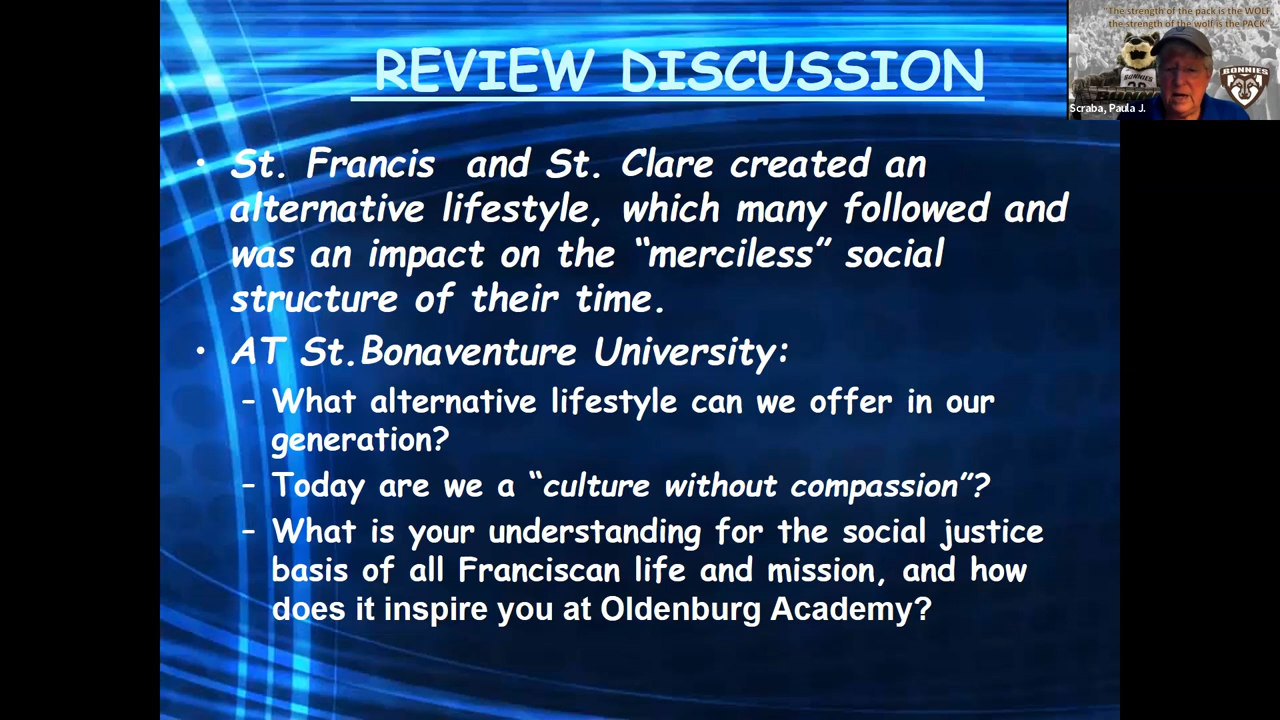 REVIEW DISCUSSION
• St. Francis  and St. Clare created an
alternative lifestyle, which many followed and
was an impact on the “merciless” social
structure of their time.
• AT St.Bonaventure University:
– What alternative lifestyle can we offer in our
generation?
– Today are we a “culture without compassion”?
– What is your understanding for the social justice
basis of all Franciscan life and mission, and how
does it inspire you at Oldenburg Academy?
"The strength of the pack is the WOLF,
the strength of the wolf is the PACK"
BONNIES
BONNIES
Scraba, Paula J.